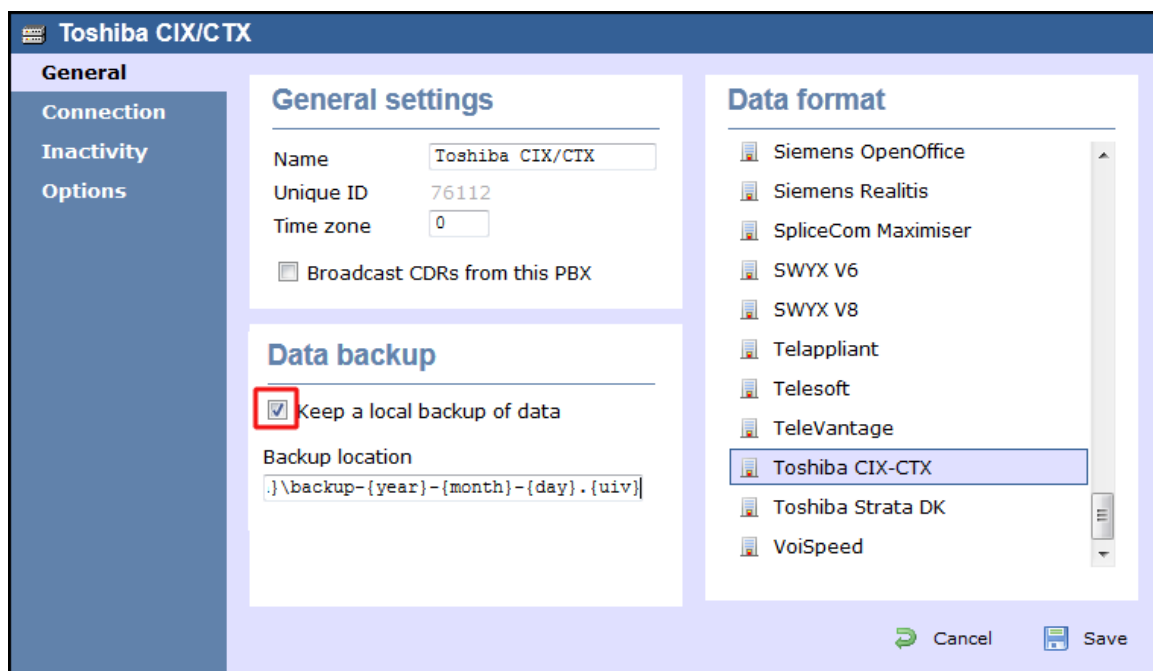 Toshiba CIX/CTX
General
Connection
Inactivity
Options
General settings
Name Toshiba CIX/CTX
Unique ID 76112
Time zone 0
Broadcast CDRs from this PBX
Data backup
Keep a local backup of data
Backup location
.}\backup-{year}-{month}-{day}.{uiv}
Data format
Siemens OpenOffice
Siemens Realitis
SpliceCom Maximiser
SWYX V6
SWYX V8
Telappliant
Telesoft
TeleVantage
Toshiba CIX-CTX
Toshiba Strata DK
VoiSpeed
Cancel Save